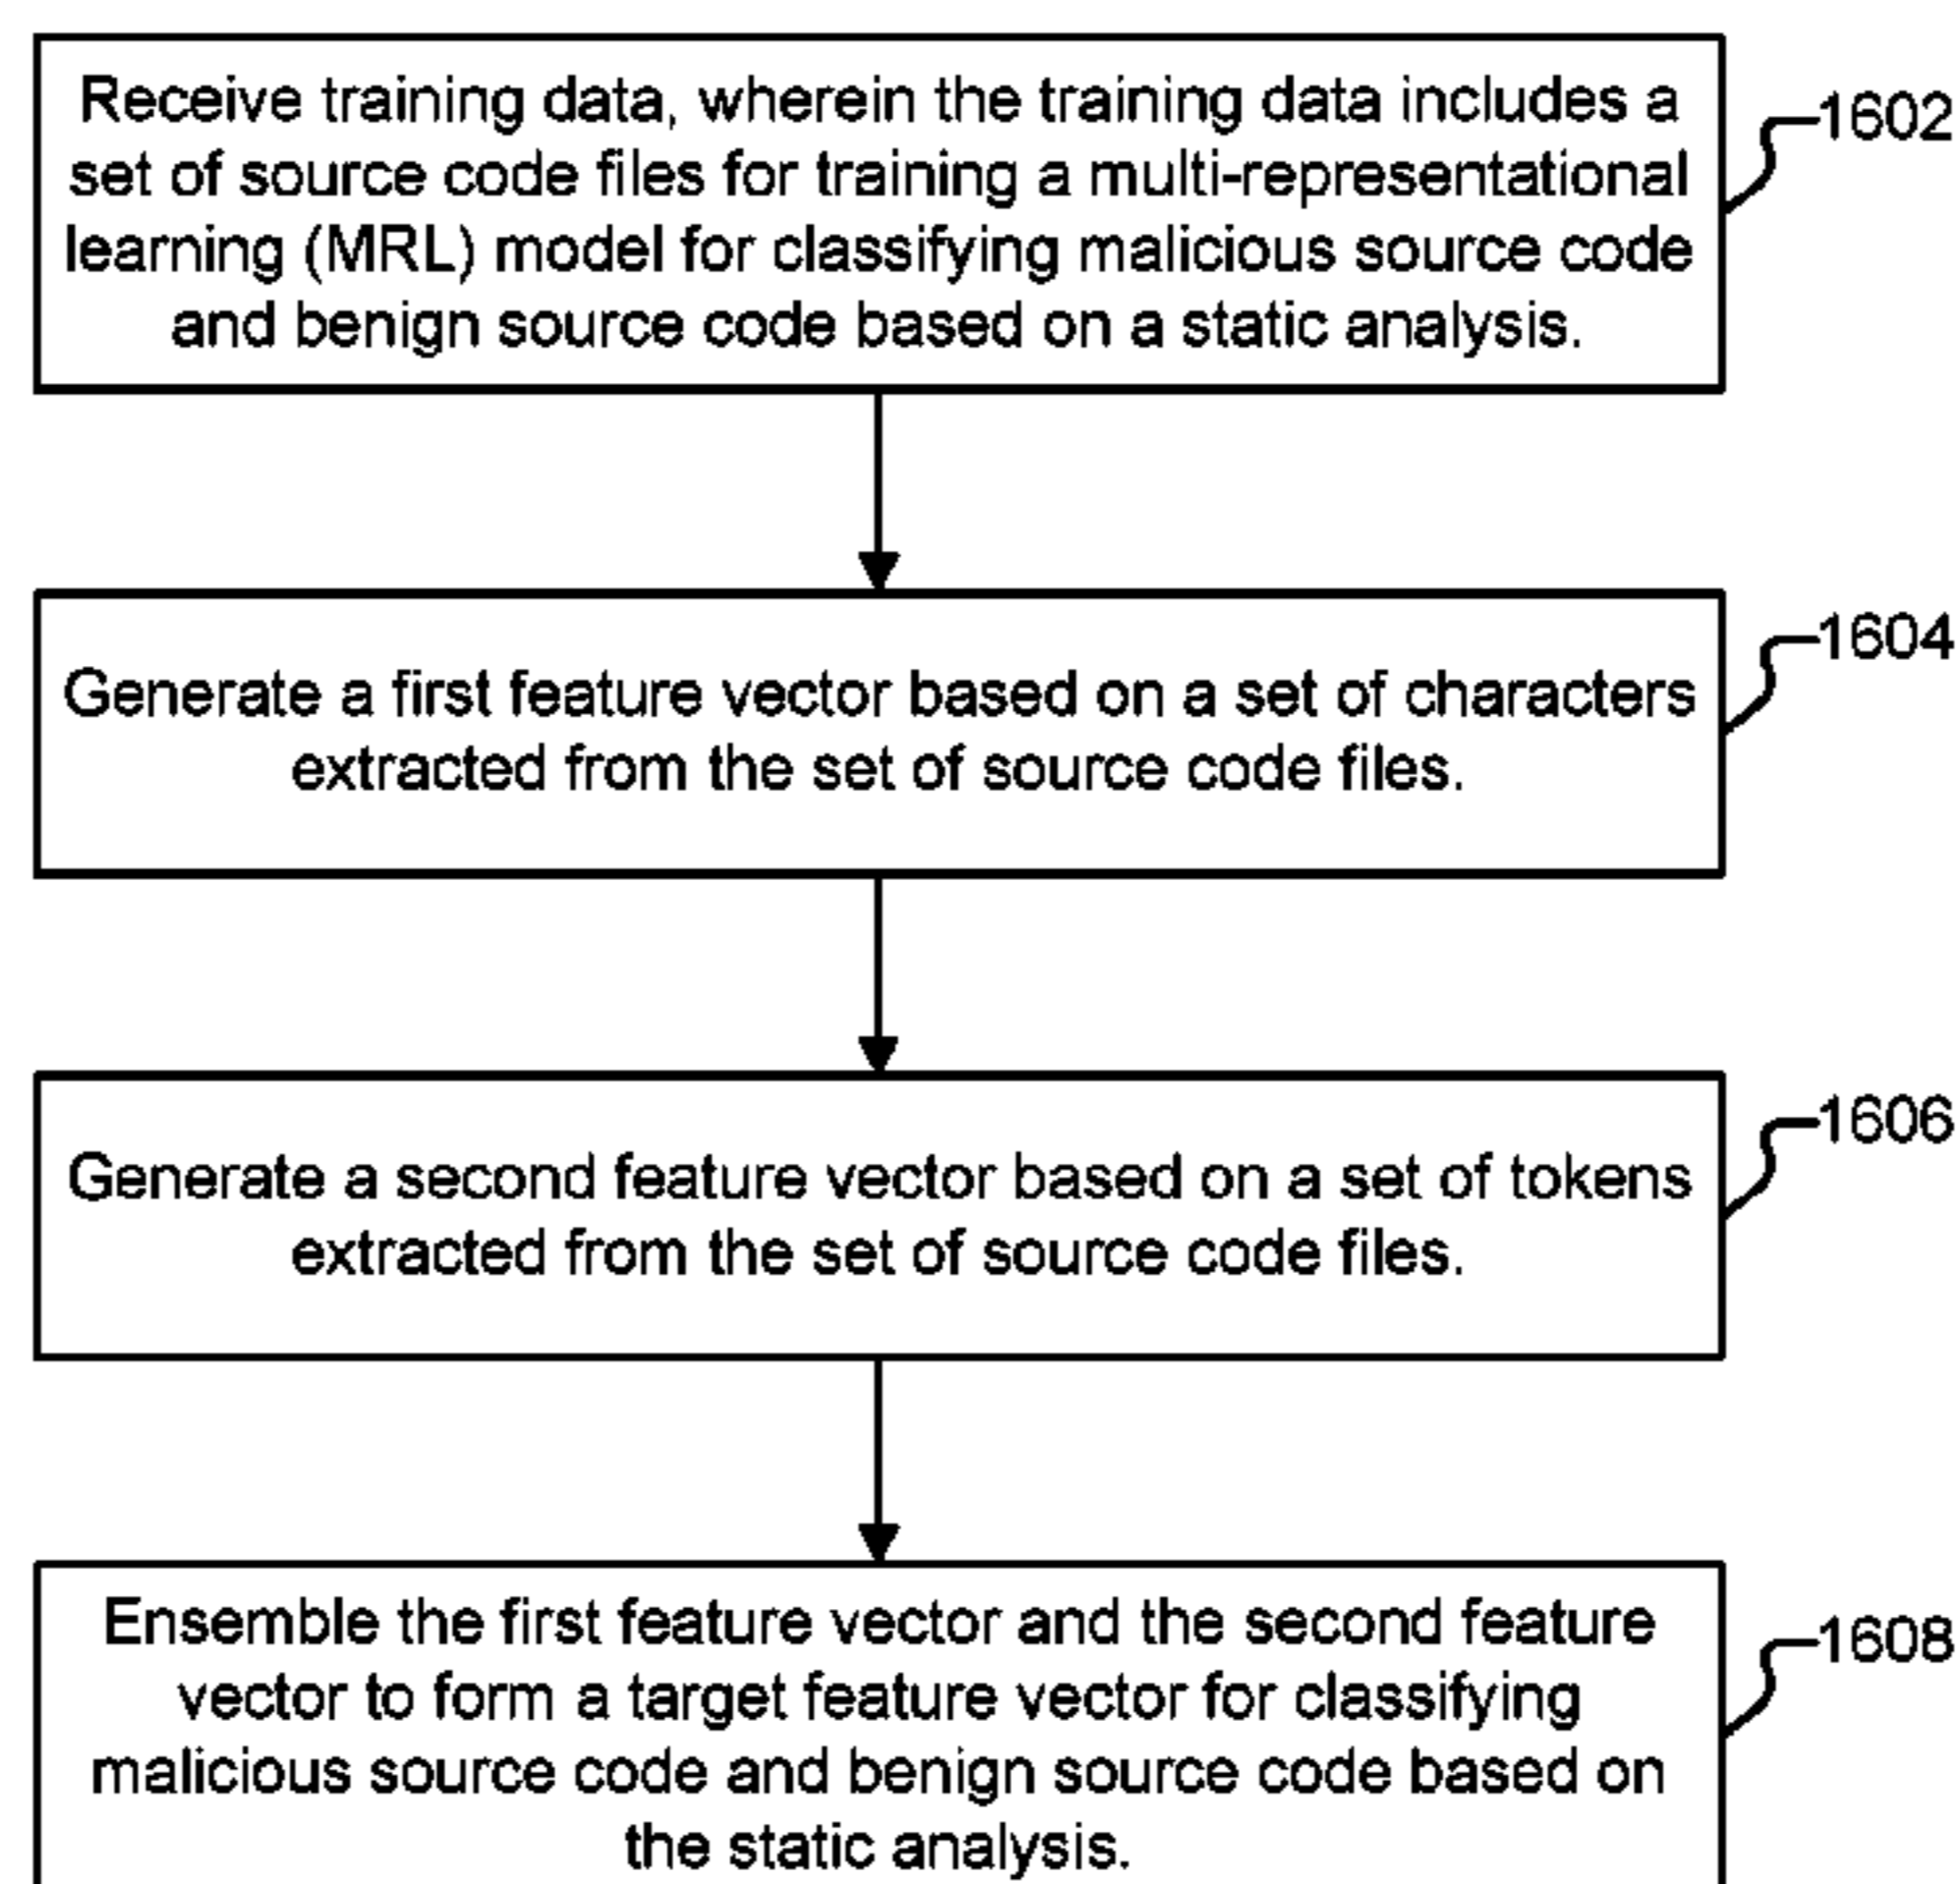 Receive training data, wherein the training data includes a
set of source code files for training a multi-representational
learning (MRL) model for classifying malicious source code
and benign source code based on a static analysis.
1602
Generate a first feature vector based on a set of characters
extracted from the set of source code files.
1604
Generate a second feature vector based on a set of tokens
extracted from the set of source code files.
1606
Ensemble the first feature vector and the second feature
vector to form a target feature vector for classifying
malicious source code and benign source code based on
the static analysis.
1608